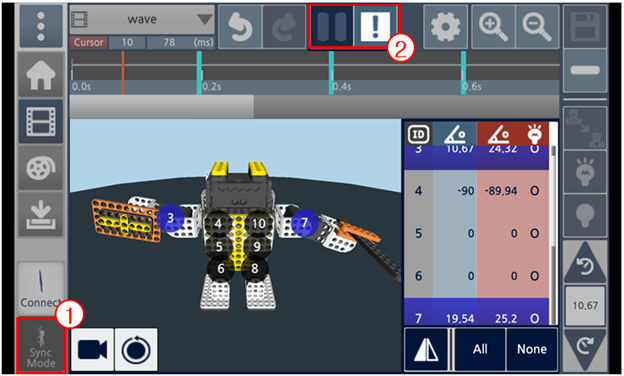 wave
Cursor 10 78 (ms)
!
2
0.0s 0.2s 0.4s 0.6s
ID
3 10,67 24,32 O
4 -90 -89,94 O
5 0 0 O
6 0 0 O
7 19,54 25,2 O
3 4 10 7
5 9
6 8
Connect
1
Sync
Mode
All None
10,67